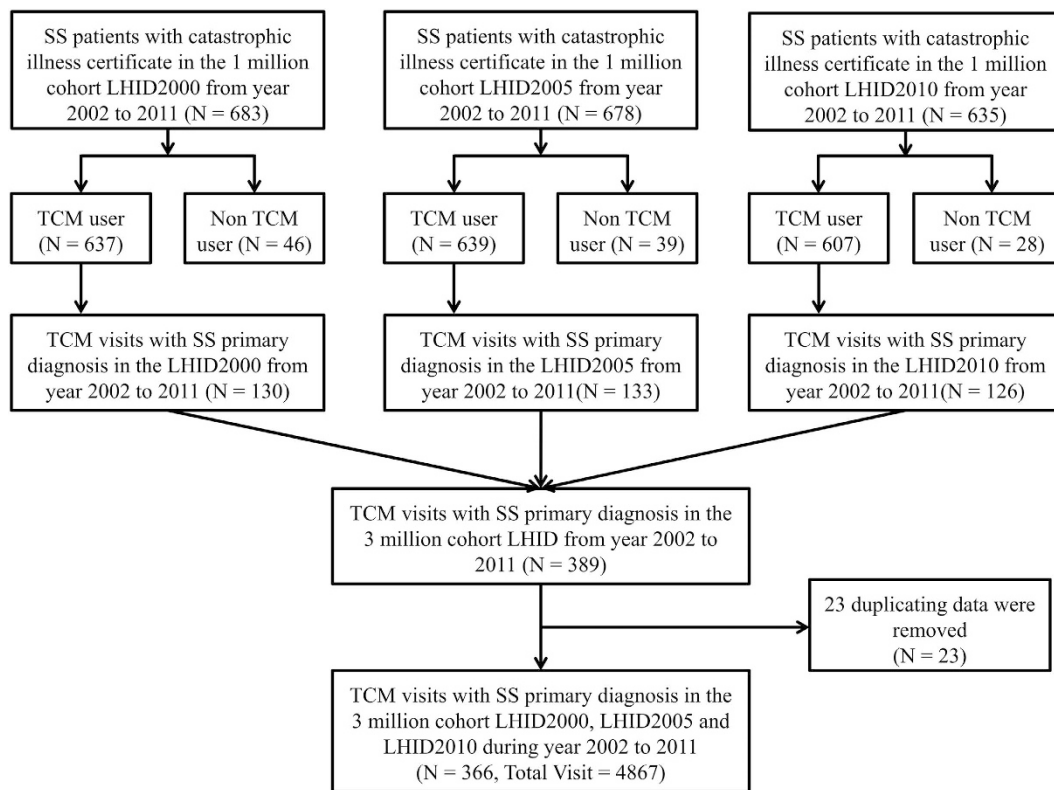 SS patients with catastrophic
illness certificate in the 1 million
cohort LHID2000 from year
2002 to 2011 (N = 683)
SS patients with catastrophic
illness certificate in the 1 million
cohort LHID2005 from year
2002 to 2011 (N = 678)
SS patients with catastrophic
illness certificate in the 1 million
cohort LHID2010 from year
2002 to 2011 (N = 635)
TCM user
(N = 637)
Non TCM
user (N = 46)
TCM user
(N = 639)
Non TCM
user (N = 39)
TCM user
(N = 607)
Non TCM
user (N = 28)
TCM visits with SS primary
diagnosis in the LHID2000 from
year 2002 to 2011 (N = 130)
TCM visits with SS primary
diagnosis in the LHID2005 from
year 2002 to 2011(N = 133)
TCM visits with SS primary
diagnosis in the LHID2010 from
year 2002 to 2011(N = 126)
TCM visits with SS primary diagnosis in the
3 million cohort LHID from year 2002 to
2011 (N = 389)
23 duplicating data were
removed
(N = 23)
TCM visits with SS primary diagnosis in the
3 million cohort LHID2000, LHID2005 and
LHID2010 during year 2002 to 2011
(N = 366, Total Visit = 4867)